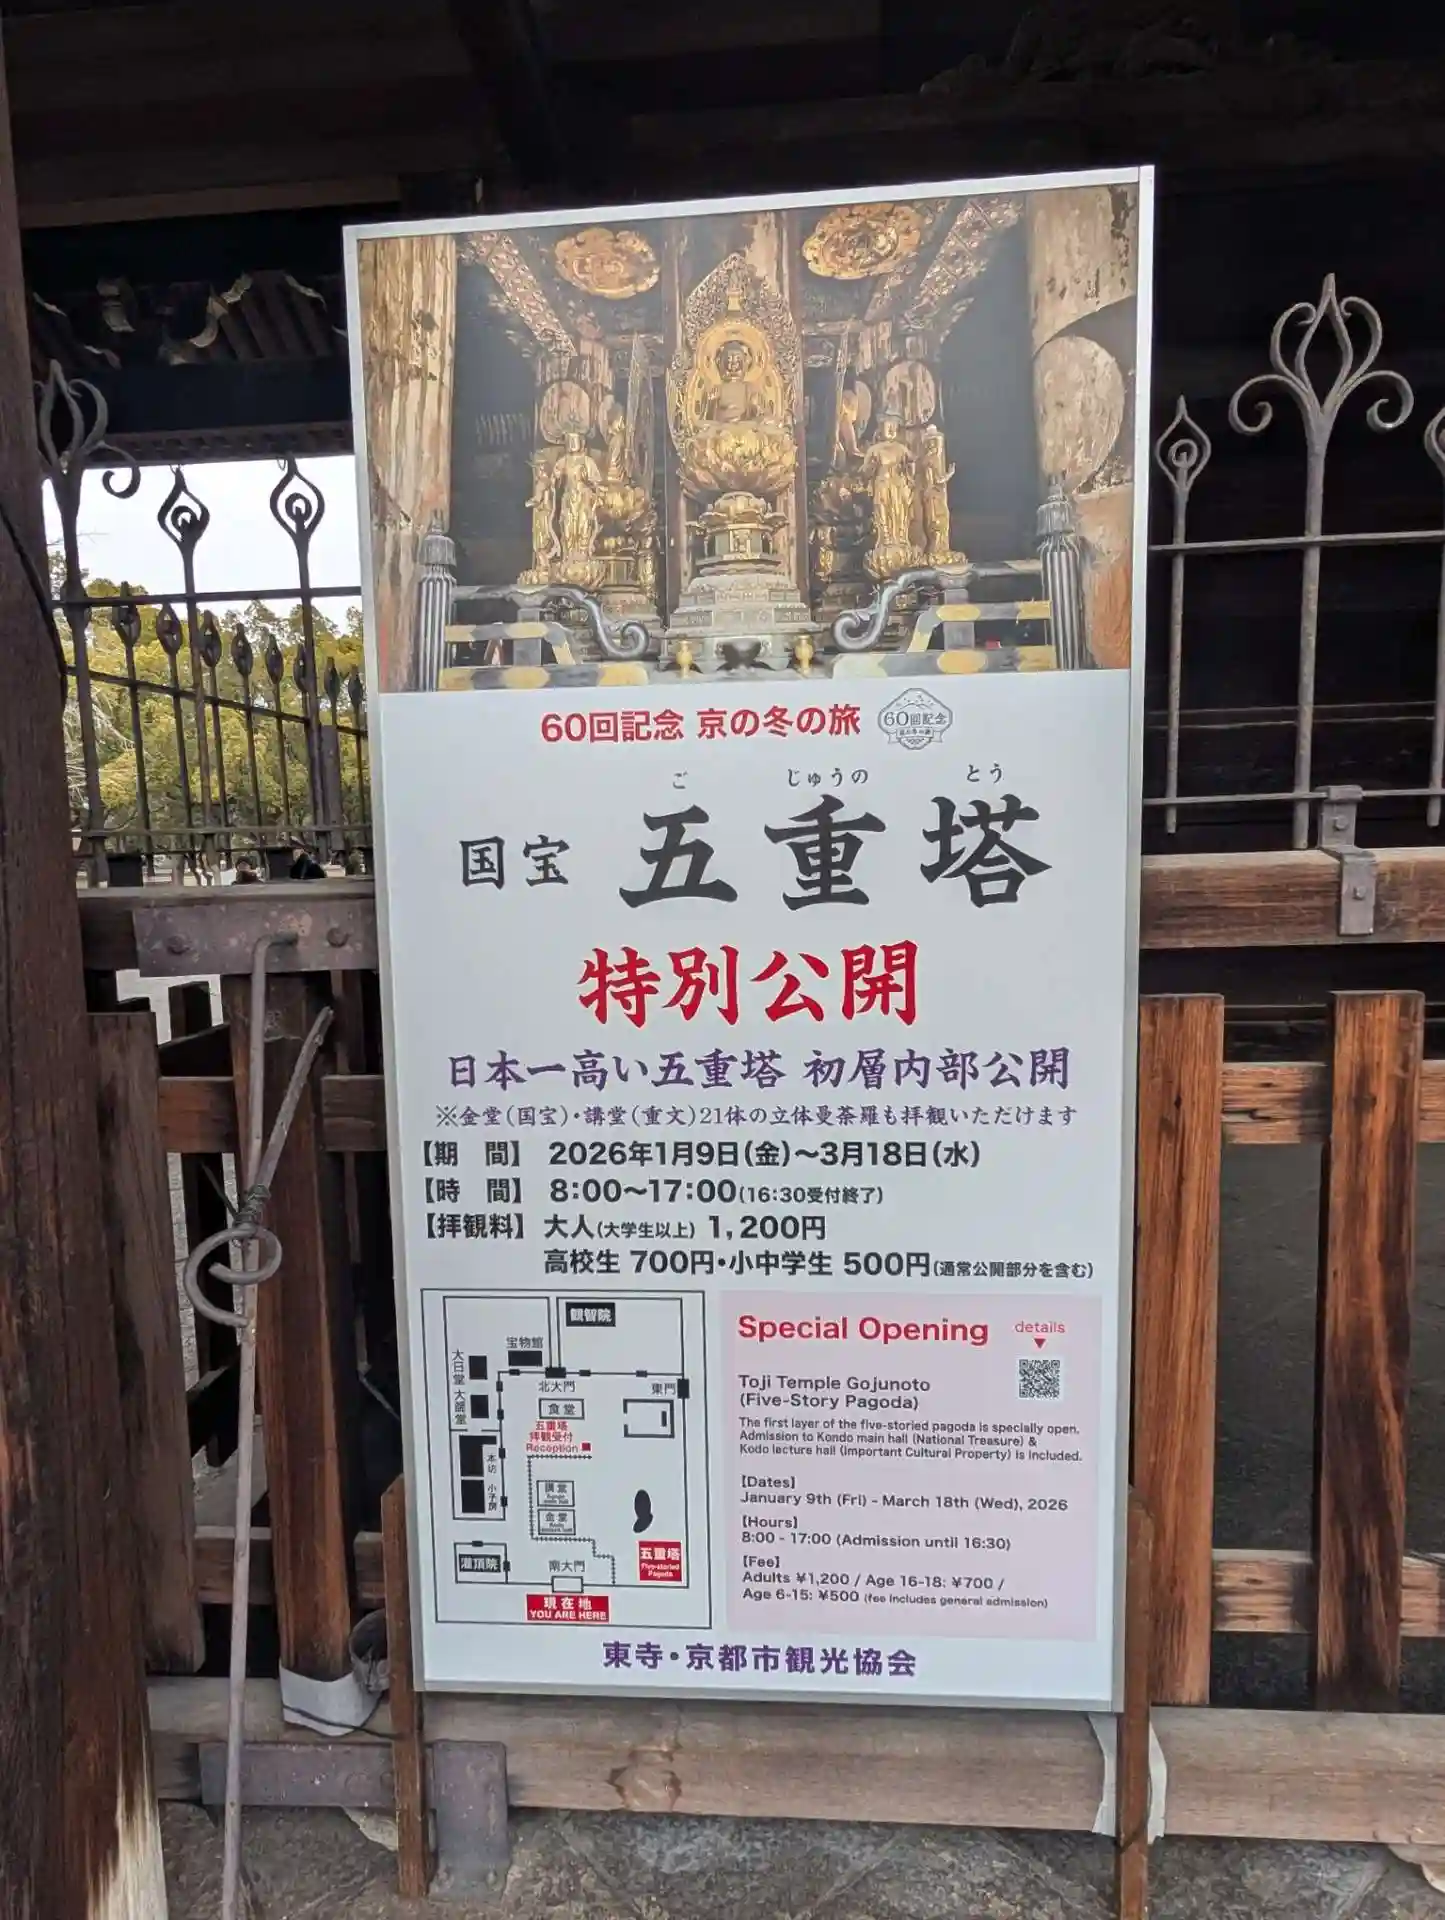 60回記念 京の冬の旅
60回記念
ご じゅうの とう
国宝 五重塔
特別公開
日本一高い五重塔 初層内部公開
※金堂(国宝)・講堂(重文)21体の立体曼荼羅も拝観いただけます
【期 間】 2026年1月9日(金)～3月18日(水)
【時 間】 8:00～17:00(16:30受付終了)
【拝観料】 大人(大学生以上) 1,200円
高校生 700円・小中学生 500円(通常公開部分を含む)
観智院
宝物館
大日堂
北大門
東門
大師堂
食堂
五重塔
拝観受付
Reception
本坊
小子房
講堂
金堂
灌頂院
南大門
五重塔
Five-storied
Pagoda
現在地
YOU ARE HERE
Special Opening
details
Toji Temple Gojunoto
(Five-Story Pagoda)
The first layer of the five-storied pagoda is specially open.
Admission to Kondo main hall (National Treasure) &
Kodo lecture hall (Important Cultural Property) is included.
【Dates】
January 9th (Fri) - March 18th (Wed), 2026
【Hours】
8:00 - 17:00 (Admission until 16:30)
【Fee】
Adults ¥1,200 / Age 16-18: ¥700 /
Age 6-15: ¥500 (fee includes general admission)
東寺・京都市観光協会